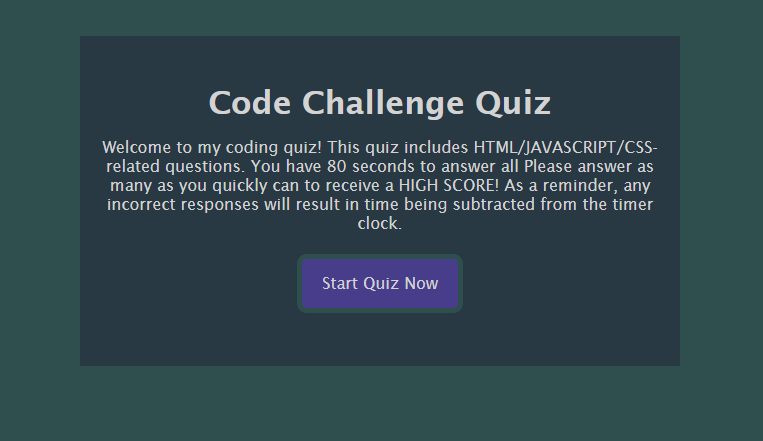 Code Challenge Quiz
Welcome to my coding quiz! This quiz includes HTML/JAVASCRIPT/CSS-
related questions. You have 80 seconds to answer all Please answer as
many as you quickly can to receive a HIGH SCORE! As a reminder, any
incorrect responses will result in time being subtracted from the timer
clock.
Start Quiz Now